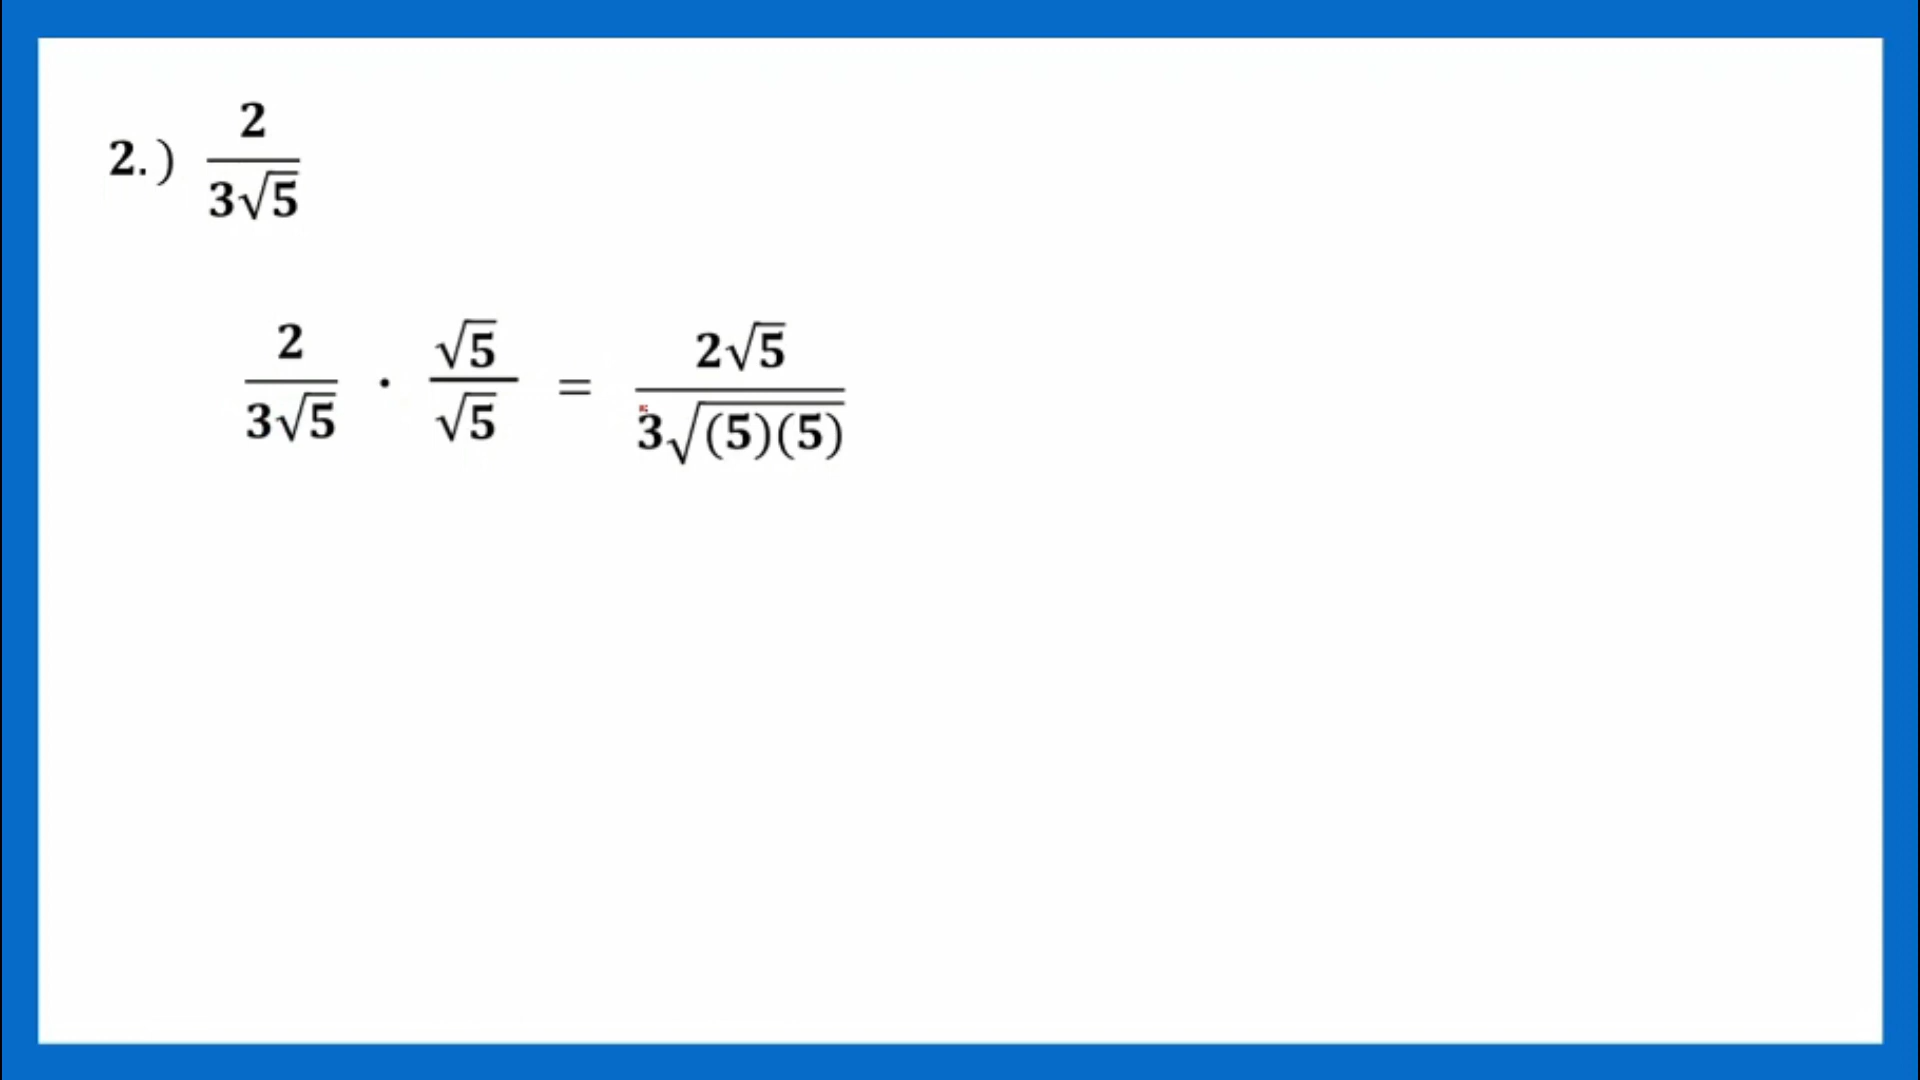 2.) 2/(3√5)
2/(3√5) · √5/√5 = 2√5/(3√((5)(5)))